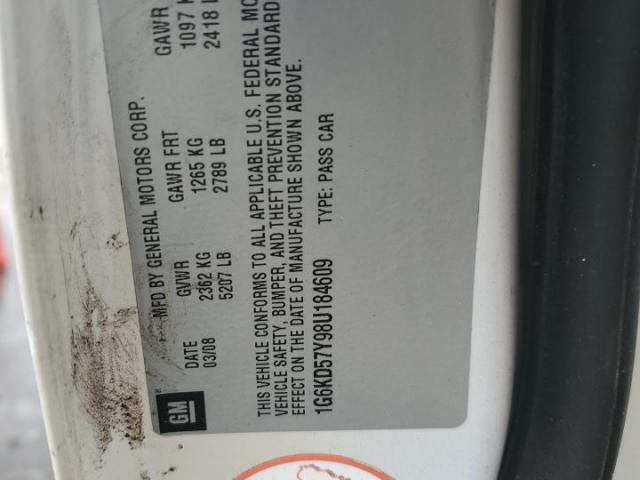 GM
MFD BY GENERAL MOTORS CORP.
DATE GVWR GAWR FRT GAWR
03/08 2362 KG 1265 KG 1097 K
5207 LB 2789 LB 2418 L
THIS VEHICLE CONFORMS TO ALL APPLICABLE U.S. FEDERAL MO
VEHICLE SAFETY, BUMPER, AND THEFT PREVENTION STANDARD
EFFECT ON THE DATE OF MANUFACTURE SHOWN ABOVE.
1G6KD57Y98U184609 TYPE: PASS CAR